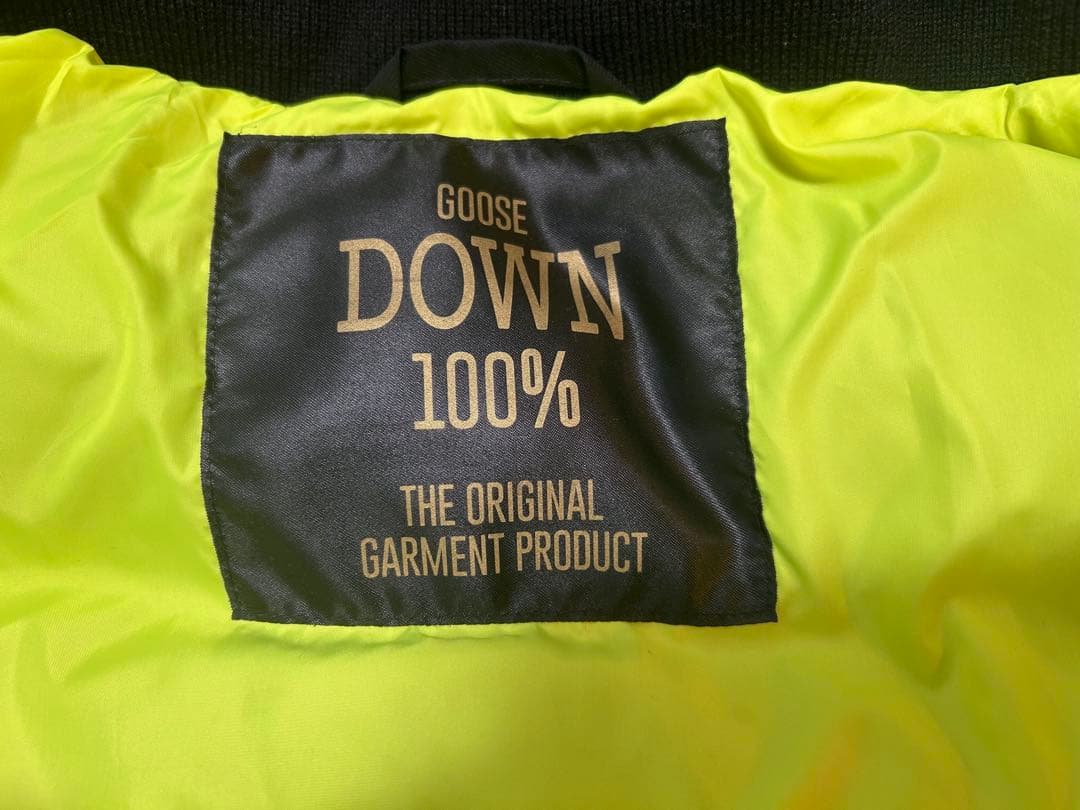 GOOSE
DOWN
100%
THE ORIGINAL
GARMENT PRODUCT